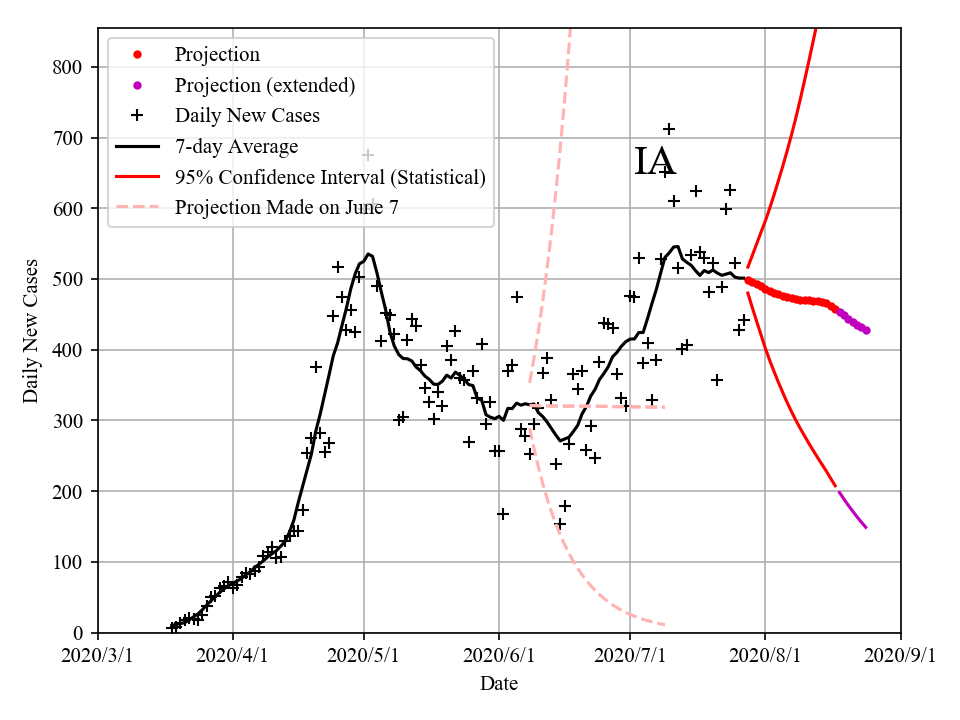 800
700
600
500
400
300
200
100
0
Daily New Cases
Projection
Projection (extended)
Daily New Cases
7-day Average
95% Confidence Interval (Statistical)
Projection Made on June 7
IA
2020/3/1 2020/4/1 2020/5/1 2020/6/1 2020/7/1 2020/8/1 2020/9/1
Date